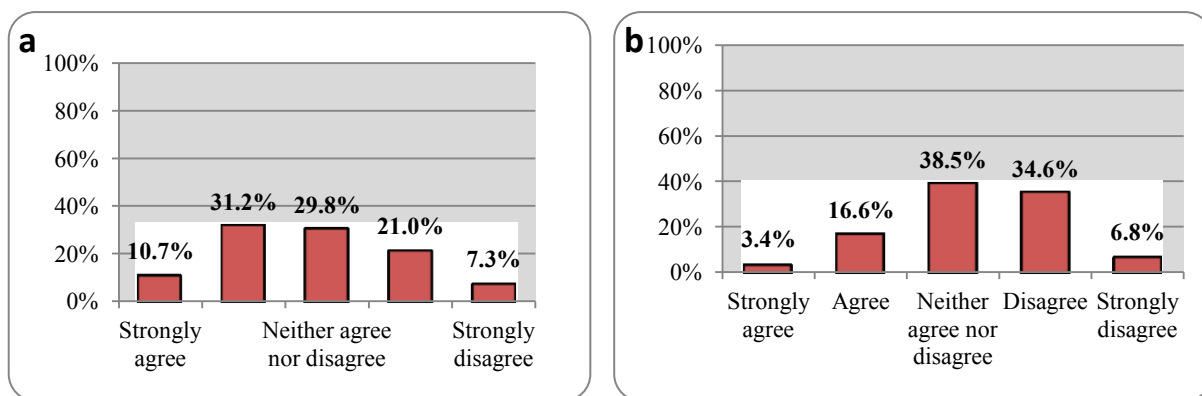 a
100%
80%
60%
40%
20%
0%
10.7%
31.2%
29.8%
21.0%
7.3%
Strongly
agree
Neither agree
nor disagree
Strongly
disagree
b
100%
80%
60%
40%
20%
0%
3.4%
16.6%
38.5%
34.6%
6.8%
Strongly
agree
Agree
Neither
agree nor
disagree
Disagree
Strongly
disagree